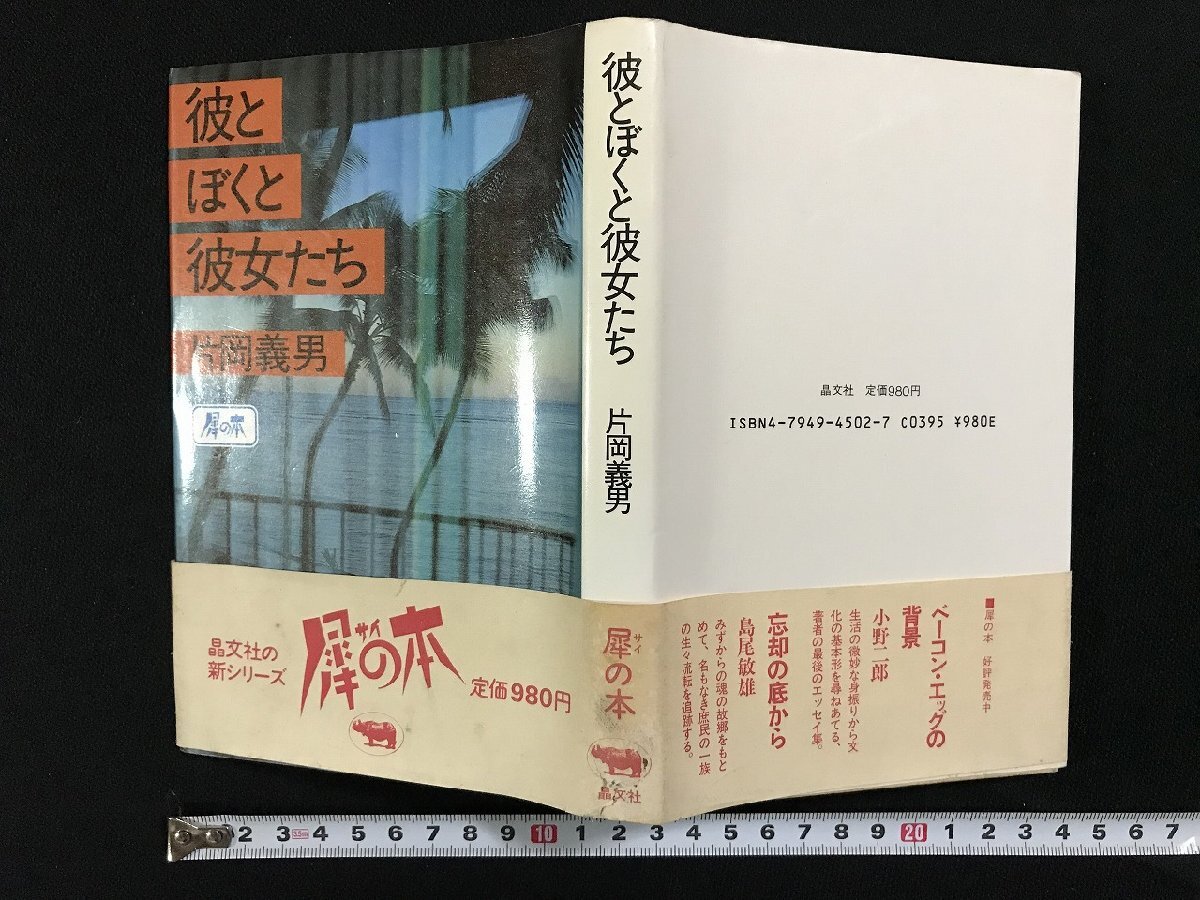 彼と
ぼくと
彼女たち
片岡義男
犀の本
晶文社の
新シリーズ
サイ
犀の本
定価980円
彼とぼくと彼女たち
片岡義男
サイ
犀の本
晶文社
晶文社 定価980円
ISBN4-7949-4502-7 C0395 ¥980E
■犀の本 好評発売中
ベーコン・エッグの
背景
小野二郎
生活の微妙な身振りから文
化の基本形を尋ねあてる、
著者の最後のエッセイ集。
忘却の底から
島尾敏雄
みずからの魂の故郷をもと
めて、名もなき庶民の一族
の生々流転を追跡する。
2 3 5.5mm 4 5 6 7 8 9 10 1 2 3 4 5 6 7 8 9 20 1 2 3 4 5 6 7